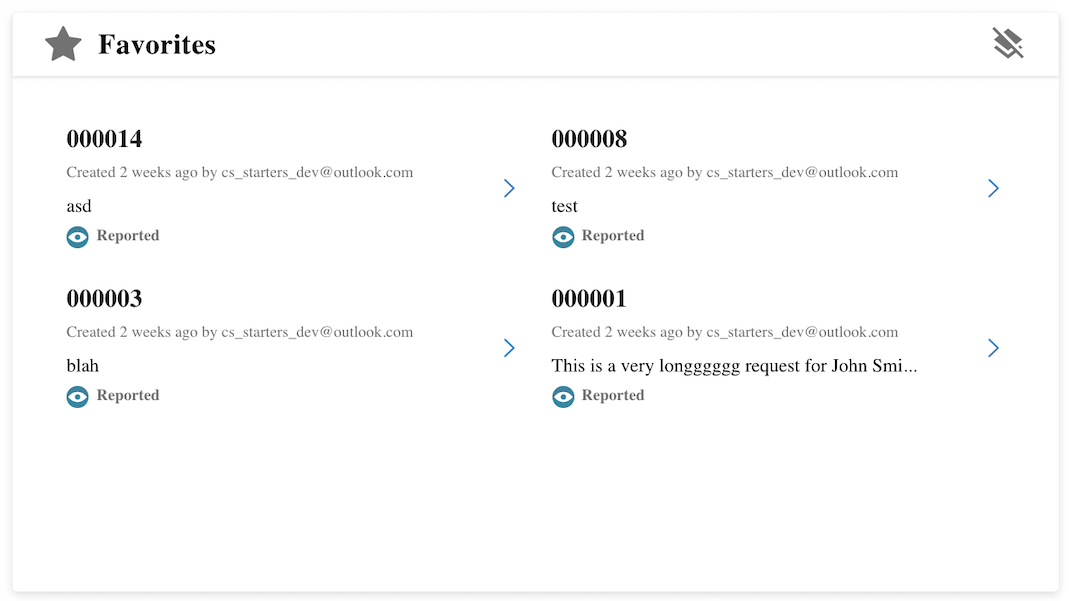 Favorites
000014
Created 2 weeks ago by cs_starters_dev@outlook.com
asd
Reported
000008
Created 2 weeks ago by cs_starters_dev@outlook.com
test
Reported
000003
Created 2 weeks ago by cs_starters_dev@outlook.com
blah
Reported
000001
Created 2 weeks ago by cs_starters_dev@outlook.com
This is a very longggggg request for John Smi...
Reported